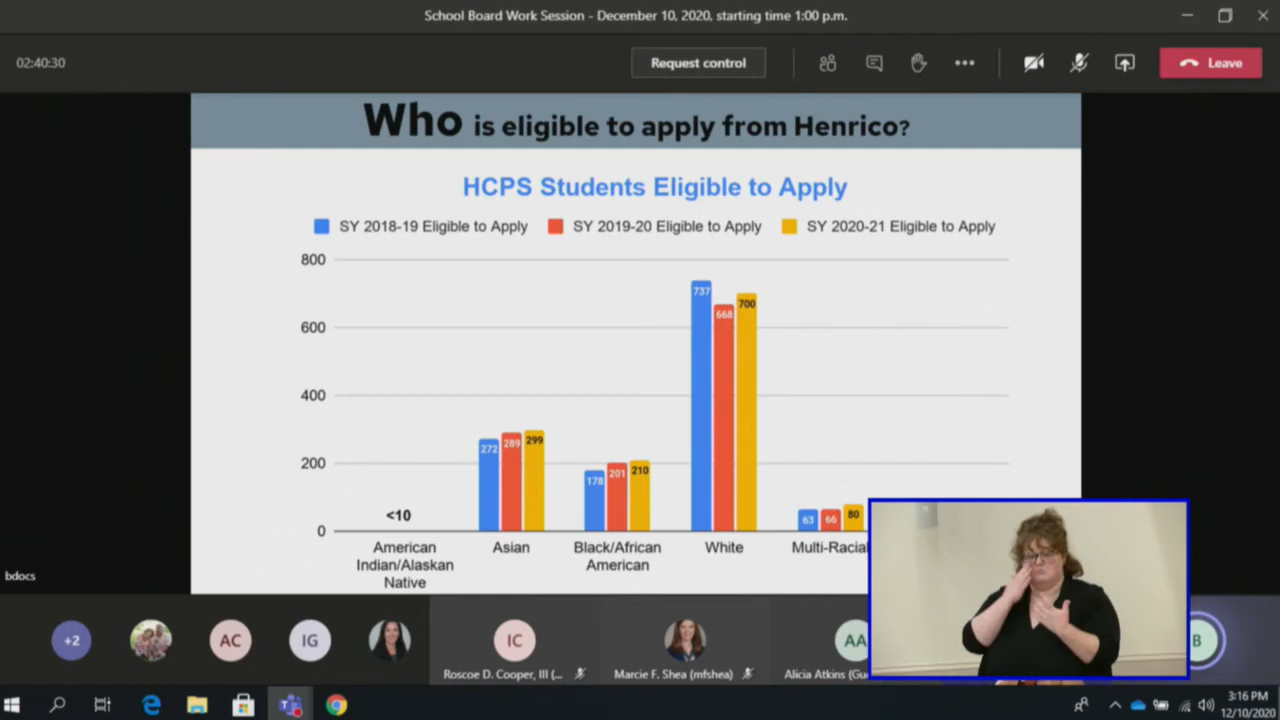 School Board Work Session - December 10, 2020, starting time 1:00 p.m.
02:40:30
Request control
Leave
Who is eligible to apply from Henrico?
HCPS Students Eligible to Apply
SY 2018-19 Eligible to Apply SY 2019-20 Eligible to Apply SY 2020-21 Eligible to Apply
800
600
400
200
0
737 668 700
272 289 299
178 201 210
63 66 80
<10
American Indian/Alaskan Native
Asian
Black/African American
White
Multi-Racial
bdocs
+2
AC
IG
IC
AA
B
Roscoe D. Cooper, III (...
Marcie F. Shea (mfshea)
Alicia Atkins (Gu
3:16 PM
12/10/2020